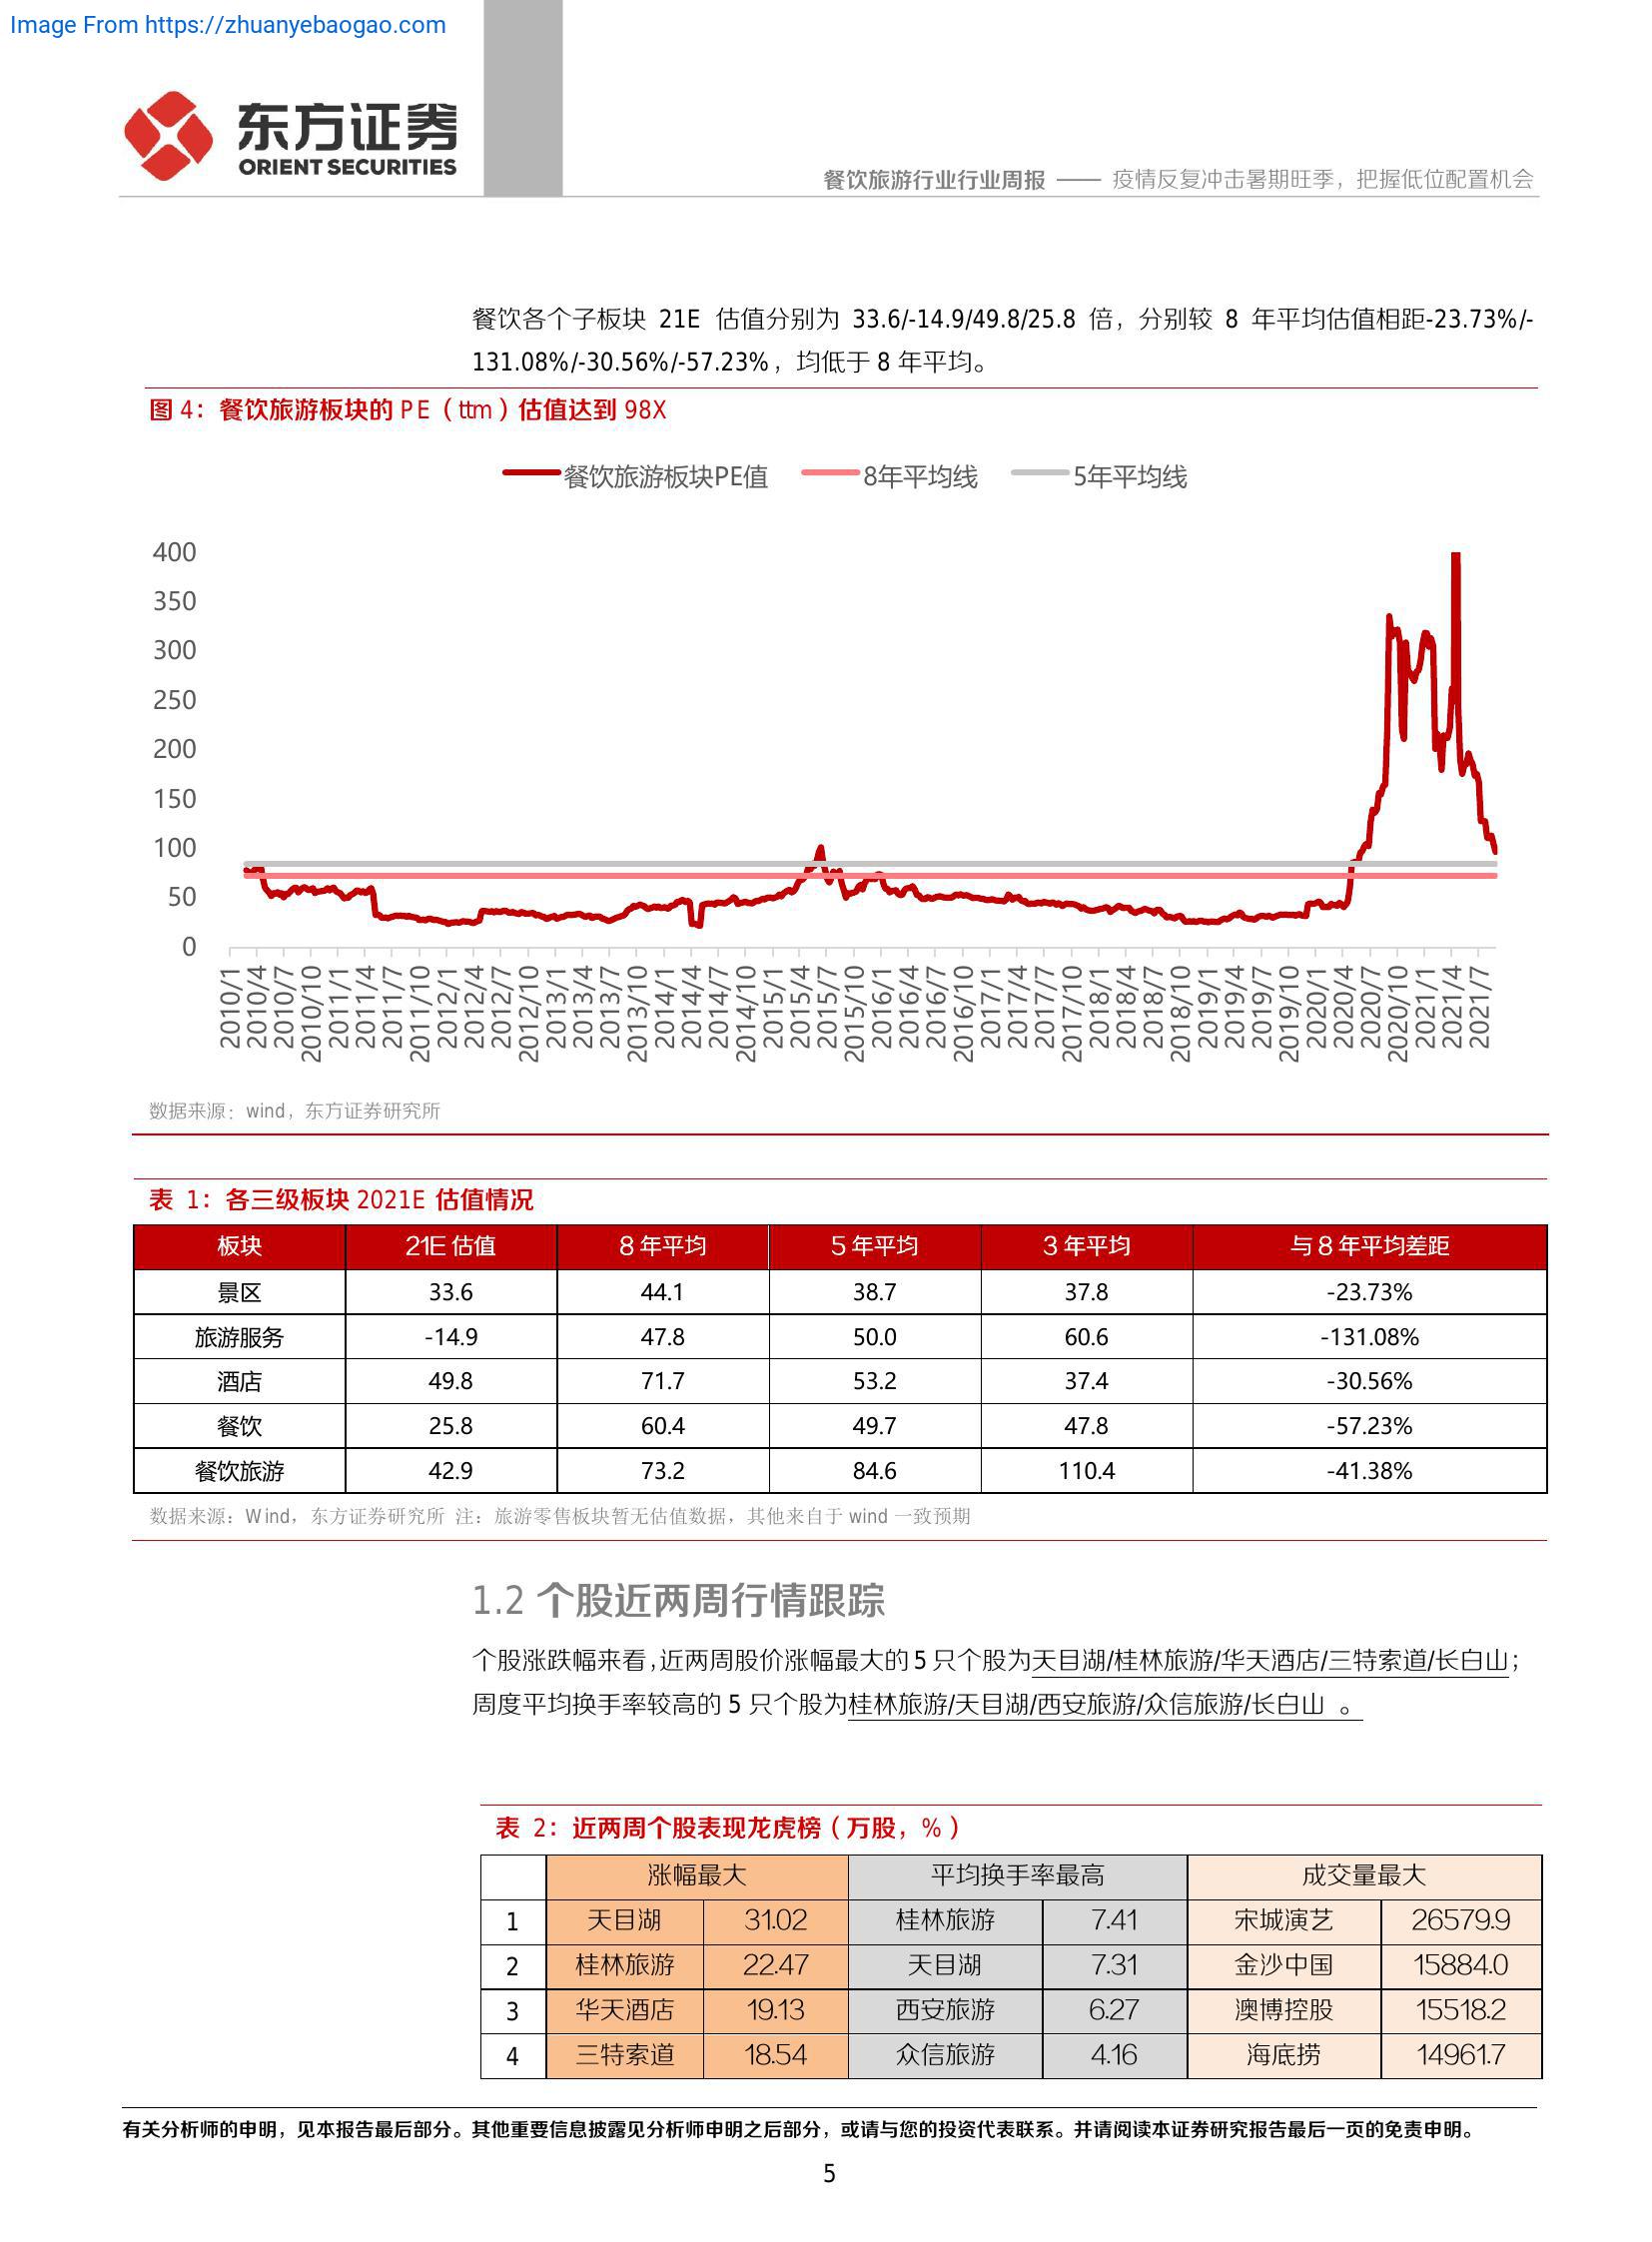 Image From https://zhuanyebaogao.com
东方证券
ORIENT SECURITIES
餐饮旅游行业行业周报 —— 疫情反复冲击暑期旺季，把握低位配置机会
餐饮各个子板块 21E 估值分别为 33.6/-14.9/49.8/25.8 倍，分别较 8 年平均估值相距-23.73%/-
131.08%/-30.56%/-57.23%，均低于 8 年平均。
图 4：餐饮旅游板块的 PE（ttm）估值达到 98X
餐饮旅游板块PE值 8年平均线 5年平均线
400
350
300
250
200
150
100
50
0
2010/1 2010/4 2010/7 2010/10 2011/1 2011/4 2011/7 2011/10 2012/1 2012/4 2012/7 2012/10 2013/1 2013/4 2013/7 2013/10 2014/1 2014/4 2014/7 2014/10 2015/1 2015/4 2015/7 2015/10 2016/1 2016/4 2016/7 2016/10 2017/1 2017/4 2017/7 2017/10 2018/1 2018/4 2018/7 2018/10 2019/1 2019/4 2019/7 2019/10 2020/1 2020/4 2020/7 2020/10 2021/1 2021/4 2021/7
数据来源：wind，东方证券研究所
表 1：各三级板块 2021E 估值情况
板块 21E 估值 8 年平均 5 年平均 3 年平均 与 8 年平均差距
景区 33.6 44.1 38.7 37.8 -23.73%
旅游服务 -14.9 47.8 50.0 60.6 -131.08%
酒店 49.8 71.7 53.2 37.4 -30.56%
餐饮 25.8 60.4 49.7 47.8 -57.23%
餐饮旅游 42.9 73.2 84.6 110.4 -41.38%
数据来源：Wind，东方证券研究所 注：旅游零售板块暂无估值数据，其他来自于 wind 一致预期
1.2 个股近两周行情跟踪
个股涨跌幅来看，近两周股价涨幅最大的 5 只个股为天目湖/桂林旅游/华天酒店/三特索道/长白山；
周度平均换手率较高的 5 只个股为桂林旅游/天目湖/西安旅游/众信旅游/长白山 。
表 2：近两周个股表现龙虎榜（万股，%）
涨幅最大 平均换手率最高 成交量最大
1 天目湖 31.02 桂林旅游 7.41 宋城演艺 26579.9
2 桂林旅游 22.47 天目湖 7.31 金沙中国 15884.0
3 华天酒店 19.13 西安旅游 6.27 澳博控股 15518.2
4 三特索道 18.54 众信旅游 4.16 海底捞 14961.7
有关分析师的申明，见本报告最后部分。其他重要信息披露见分析师申明之后部分，或请与您的投资代表联系。并请阅读本证券研究报告最后一页的免责申明。
5